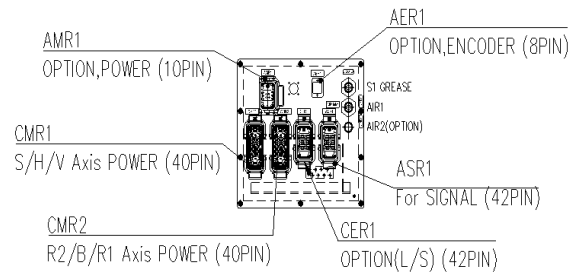 AER1
OPTION,ENCODER (8PIN)
AMR1
OPTION,POWER (10PIN)
S1 GREASE
AIR1
AIR2(OPTION)
CMR1
S/H/V Axis POWER (40PIN)
ASR1
For SIGNAL (42PIN)
CMR2
R2/B/R1 Axis POWER (40PIN)
CER1
OPTION(L/S) (42PIN)